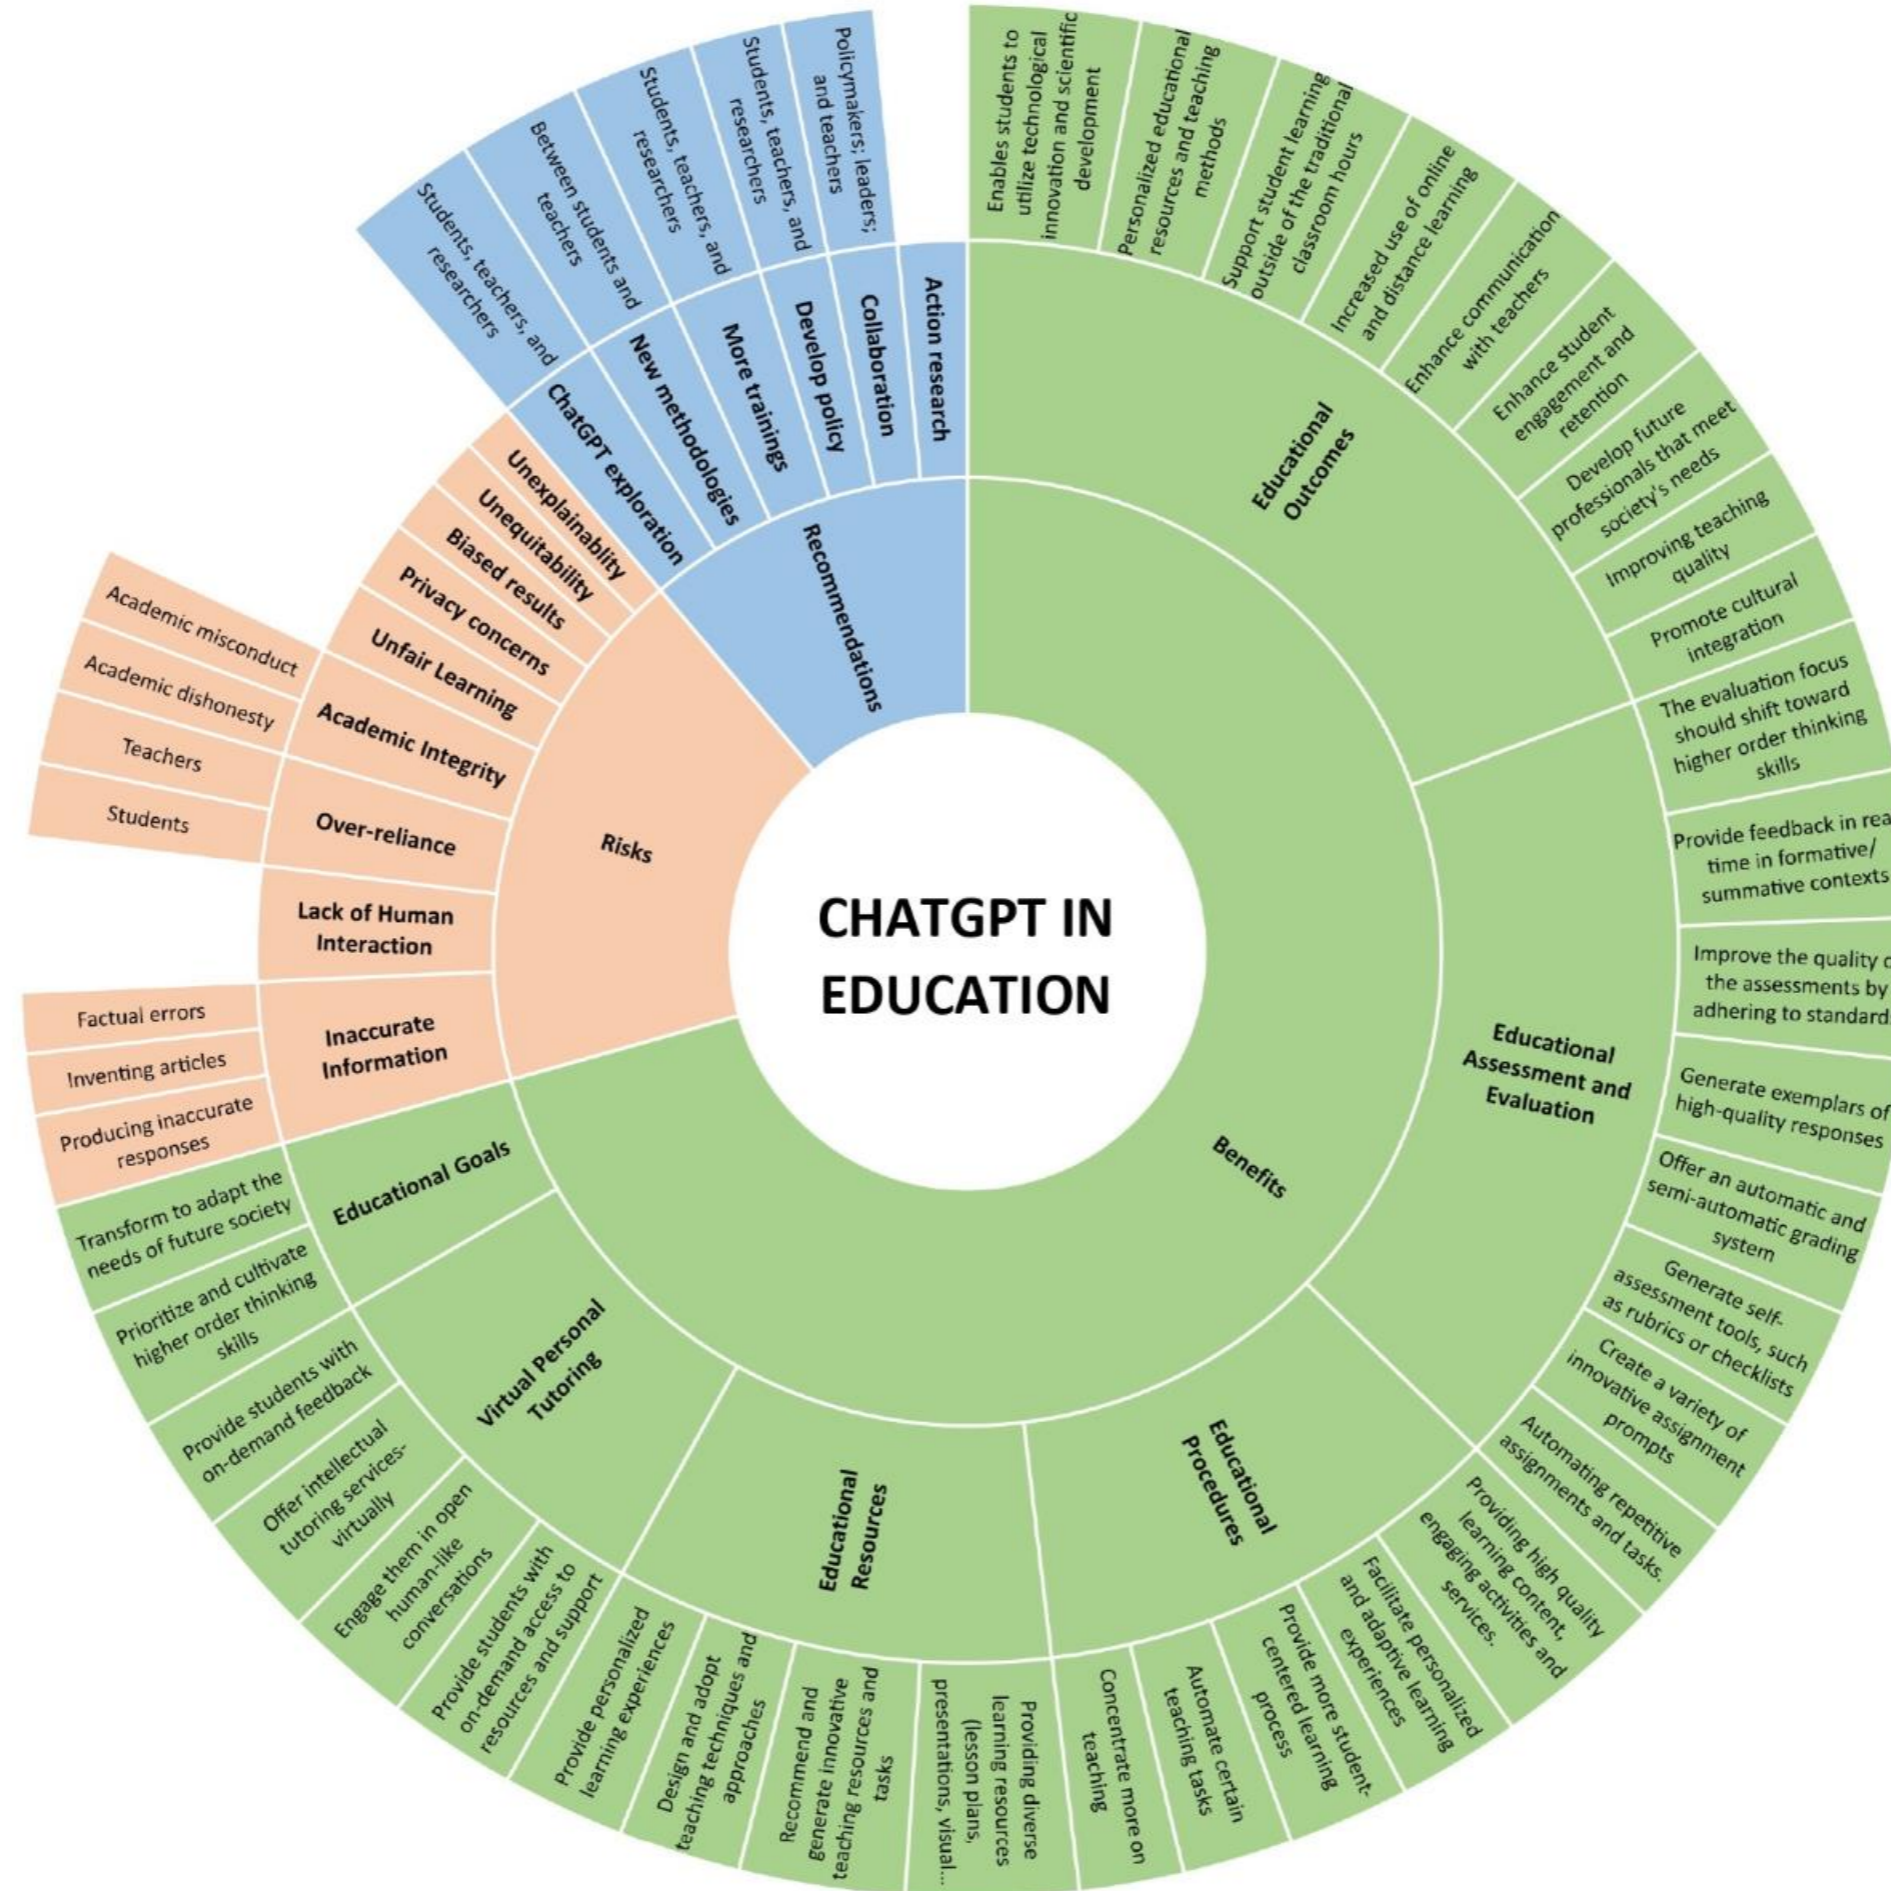 CHATGPT IN
EDUCATION
Benefits
Educational
Outcomes
Enables students to
utilize technological
innovation and scientific
development
Personalized educational
resources and teaching
methods
Support student learning
outside of the traditional
classroom hours
Increased use of online
and distance learning
Enhance communication
with teachers
Enhance student
engagement and
retention
Develop future
professionals that meet
society's needs
Improving teaching
quality
Promote cultural
integration
Educational
Assessment and
Evaluation
The evaluation focus
should shift toward
higher order thinking
skills
Provide feedback in rea
time in formative/
summative contexts
Improve the quality
the assessments by
adhering to standard
Generate exemplars of
high-quality responses
Offer an automatic and
semi-automatic grading
system
Generate self-
assessment tools, such
as rubrics or checklists
Create a variety of
innovative assignment
prompts
Automating repetitive
assignments and tasks.
Educational
Procedures
Providing high quality
learning content,
engaging activities and
services.
Facilitate personalized
and adaptive learning
experiences
Provide more student-
centered learning
process
Automate certain
teaching tasks
Concentrate more on
teaching
Educational
Resources
Providing diverse
learning resources
(lesson plans,
presentations, visual...
Recommend and
generate innovative
teaching resources and
tasks
Design and adopt
teaching techniques and
approaches
Provide personalized
learning experiences
Virtual Personal
Tutoring
Provide students with
on-demand access to
resources and support
Engage them in open
human-like
conversations
Offer intellectual
tutoring services-
virtually
Provide students with
on-demand feedback
Educational Goals
Prioritize and cultivate
higher order thinking
skills
Transform to adapt the
needs of future society
Risks
Inaccurate
Information
Producing inaccurate
responses
Inventing articles
Factual errors
Lack of Human
Interaction
Over-reliance
Students
Teachers
Academic Integrity
Academic dishonesty
Academic misconduct
Unfair Learning
Privacy concerns
Biased results
Unequitability
Unexplainablity
Recommendations
ChatGPT exploration
Students, teachers, and
researchers
New methodologies
Between students and
teachers
More trainings
Students, teachers, and
researchers
Develop policy
Students, teachers, and
researchers
Collaboration
Policymakers; leaders;
and teachers
Action research